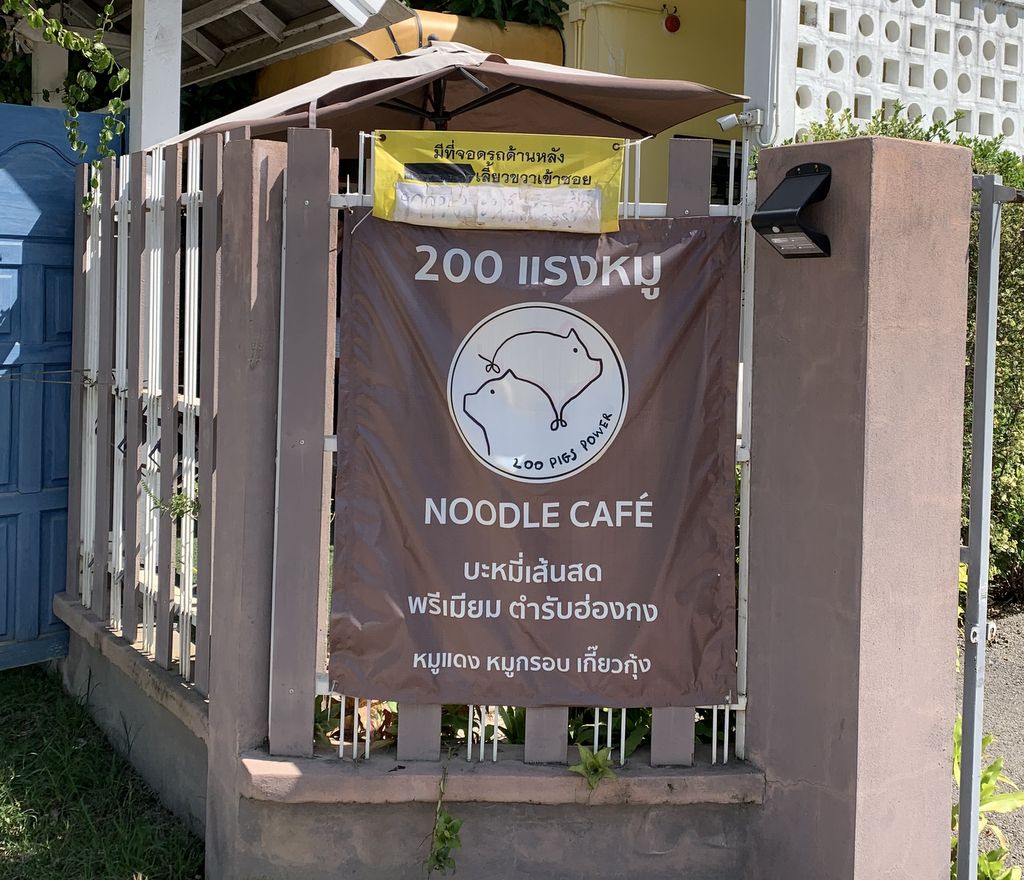 มีที่จอดรถด้านหลัง
เลี้ยวขวาเข้าซอย
200 แรงหมู
200 PIGS POWER
NOODLE CAFÉ
บะหมี่เส้นสด
พรีเมียม ตำรับฮ่องกง
หมูแดง หมูกรอบ เกี๊ยวกุ้ง